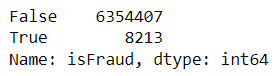 False    6354407
True        8213
Name: isFraud, dtype: int64